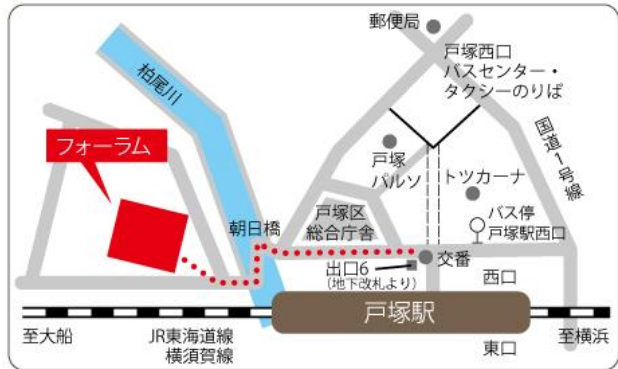 郵便局
戸塚西口
バスセンター・
タクシーのりば
柏尾川
国道1号線
フォーラム
戸塚
パルソ
トツカーナ
戸塚区
総合庁舎
バス停
戸塚駅西口
朝日橋
交番
出口6
(地下改札より)
西口
戸塚駅
至大船
JR東海道線
横須賀線
東口
至横浜